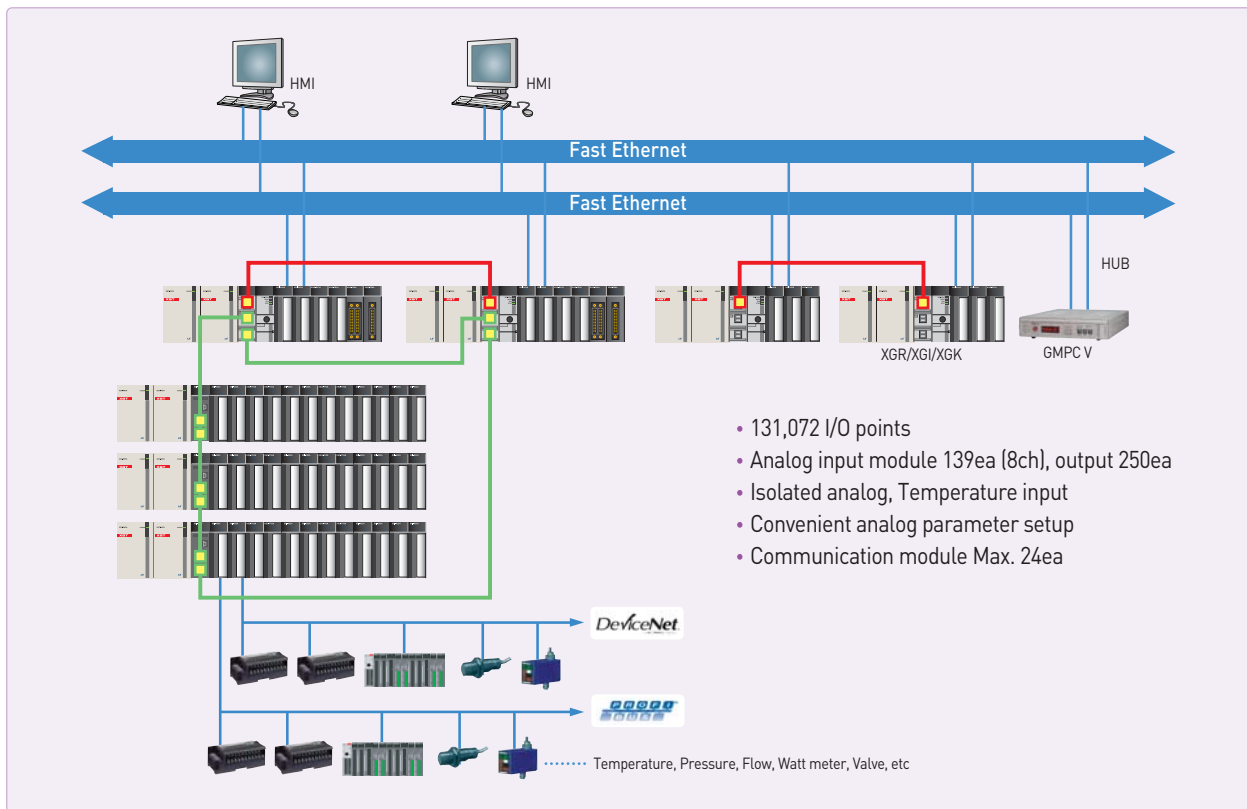 HMI
HMI
Fast Ethernet
Fast Ethernet
HUB
XGR/XGI/XGK
GMPC V
• 131,072 I/O points
• Analog input module 139ea (8ch), output 250ea
• Isolated analog, Temperature input
• Convenient analog parameter setup
• Communication module Max. 24ea
DeviceNet
PROFI
BUS
Temperature, Pressure, Flow, Watt meter, Valve, etc